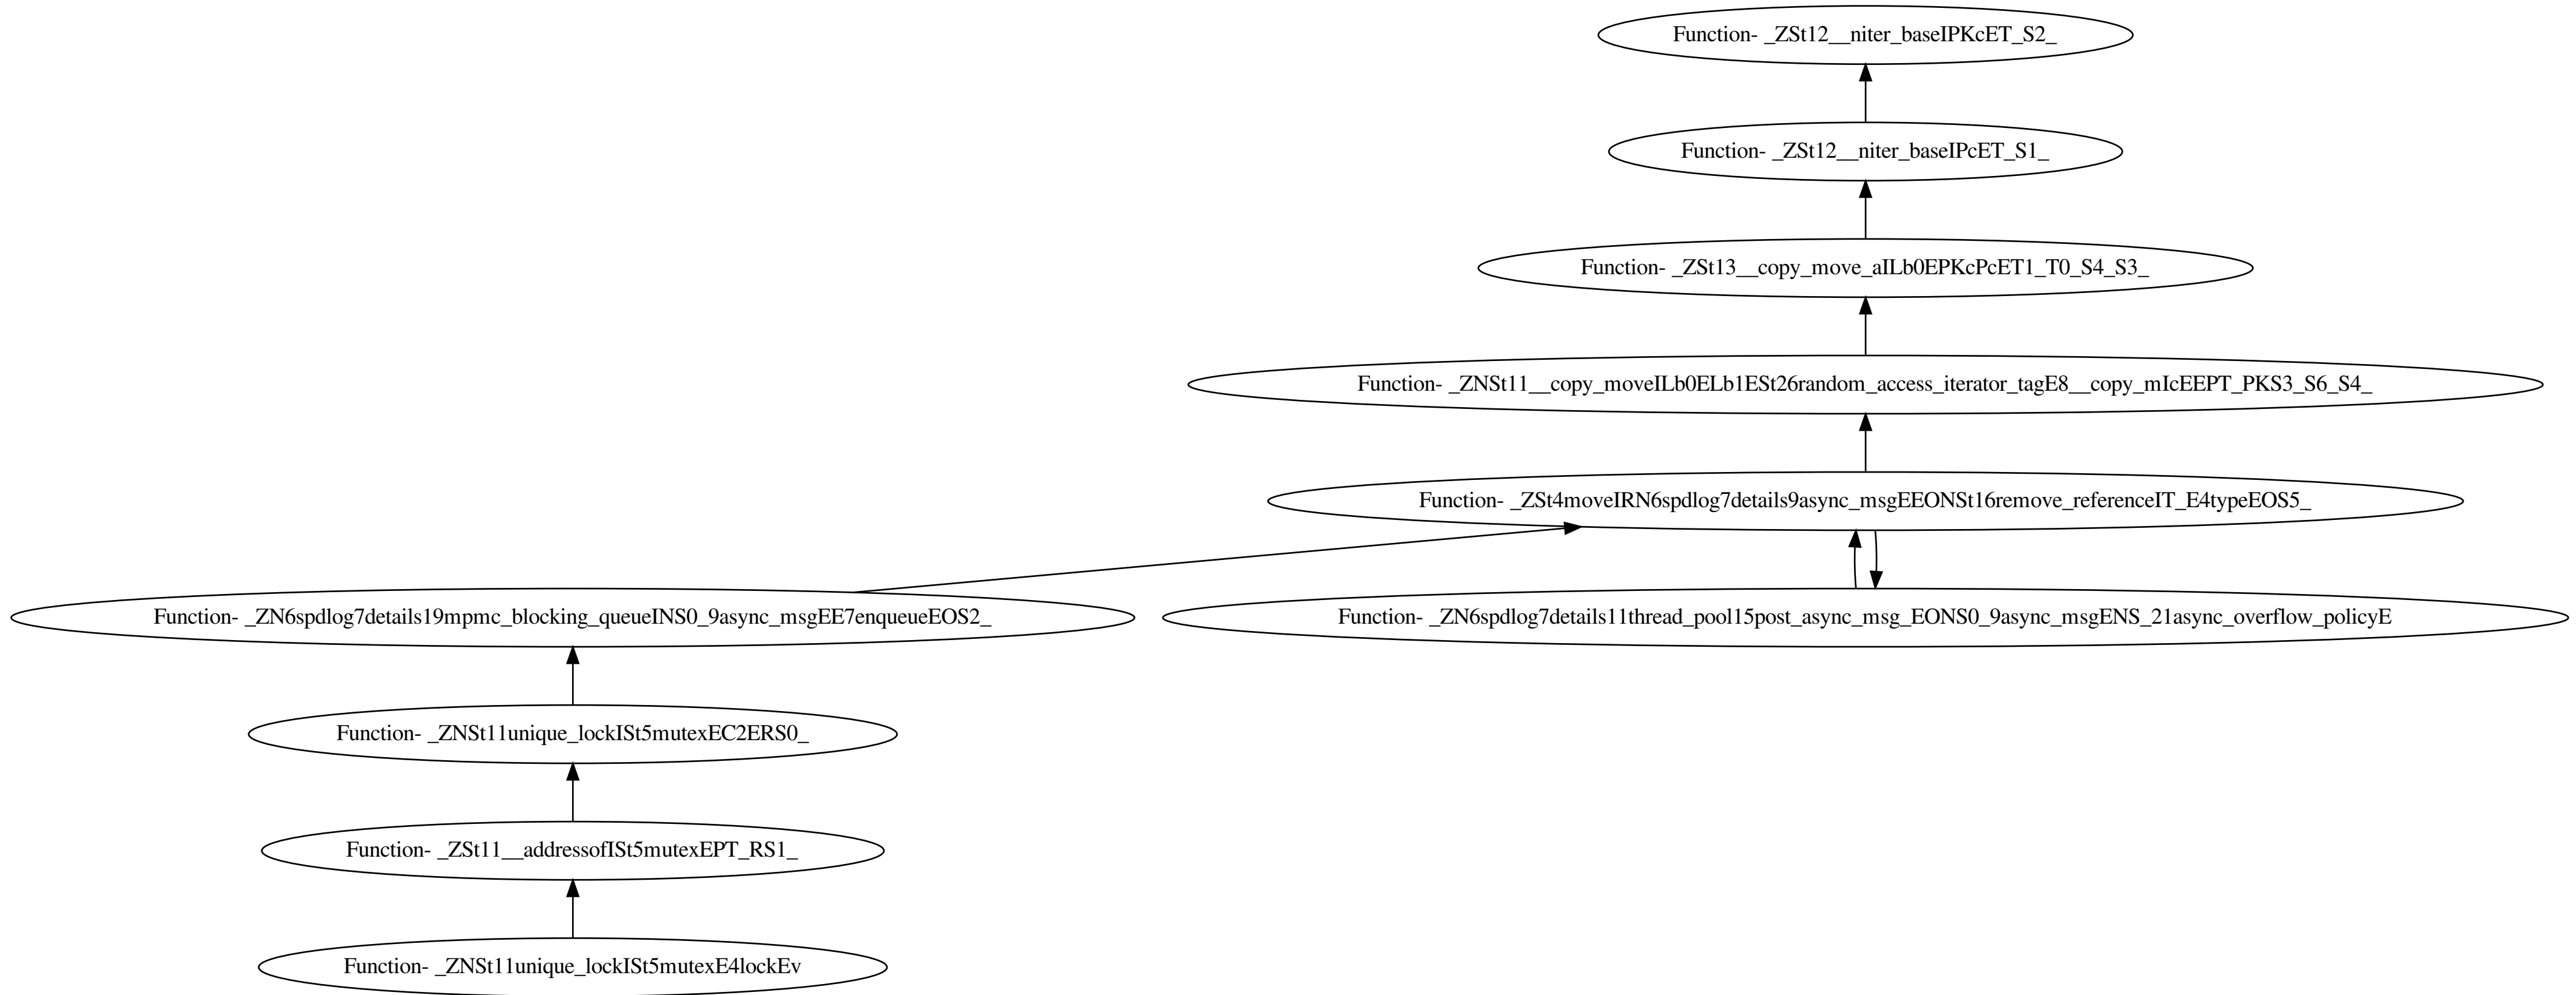 Function- _ZSt12__niter_baseIPKcET_S2_
Function- _ZSt12__niter_baseIPcET_S1_
Function- _ZSt13__copy_move_aILb0EPKcPcET1_T0_S4_S3_
Function- _ZNSt11__copy_moveILb0ELb1ESt26random_access_iterator_tagE8__copy_mIcEEPT_PKS3_S6_S4_
Function- _ZSt4moveIRN6spdlog7details9async_msgEEONSt16remove_referenceIT_E4typeEOS5_
Function- _ZN6spdlog7details19mpmc_blocking_queueINS0_9async_msgEE7enqueueEOS2_
Function- _ZN6spdlog7details11thread_pool15post_async_msg_EONS0_9async_msgENS_21async_overflow_policyE
Function- _ZNSt11unique_lockISt5mutexEC2ERS0_
Function- _ZSt11__addressofISt5mutexEPT_RS1_
Function- _ZNSt11unique_lockISt5mutexE4lockEv